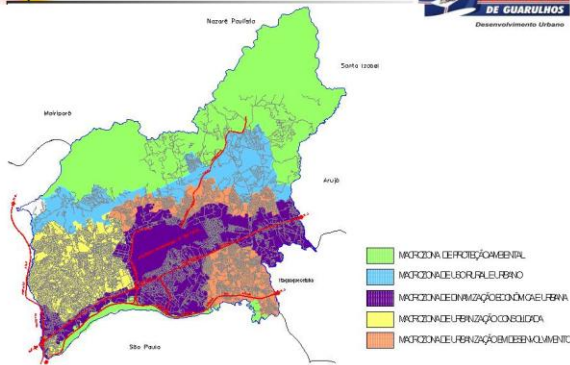 DE GUARULHOS
Desenvolvimento Urbano
Nazaré Paulista
Santa Izabel
Mairiporã
Arujá
Itaquaquecetuba
São Paulo
MACROZONA DE PROTEÇÃO AMBIENTAL
MACROZONA DE USO RURAL E URBANO
MACROZONA DE DINAMIZAÇÃO ECONÔMICA E URBANA
MACROZONA DE URBANIZAÇÃO CONSOLIDADA
MACROZONA DE URBANIZAÇÃO EM DESENVOLVIMENTO